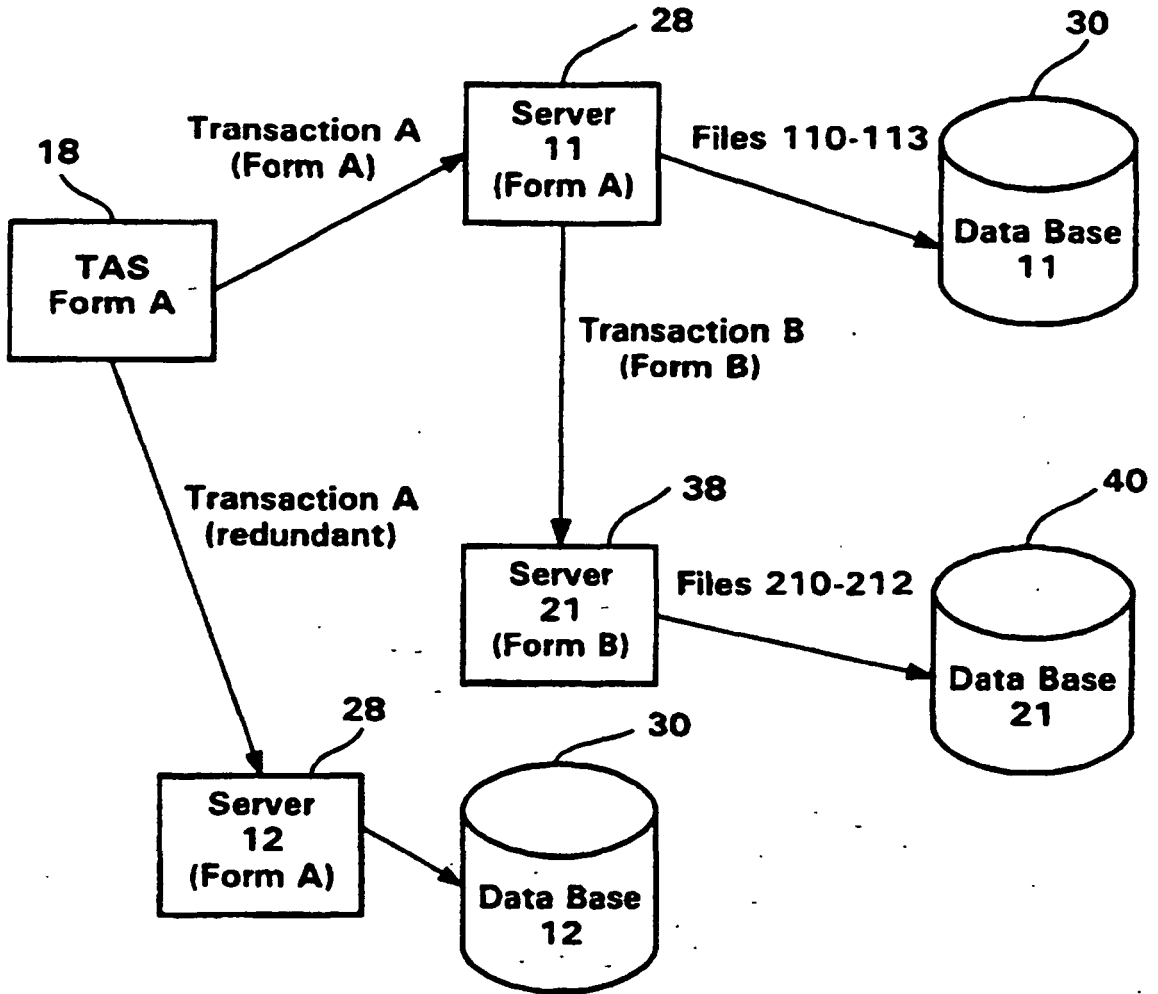 28
30
18
Transaction A
(Form A)
Server
11
(Form A)
Files 110-113
Data Base
11
TAS
Form A
Transaction B
(Form B)
Transaction A
(redundant)
38
40
Server
21
(Form B)
Files 210-212
Data Base
21
28
30
Server
12
(Form A)
Data Base
12